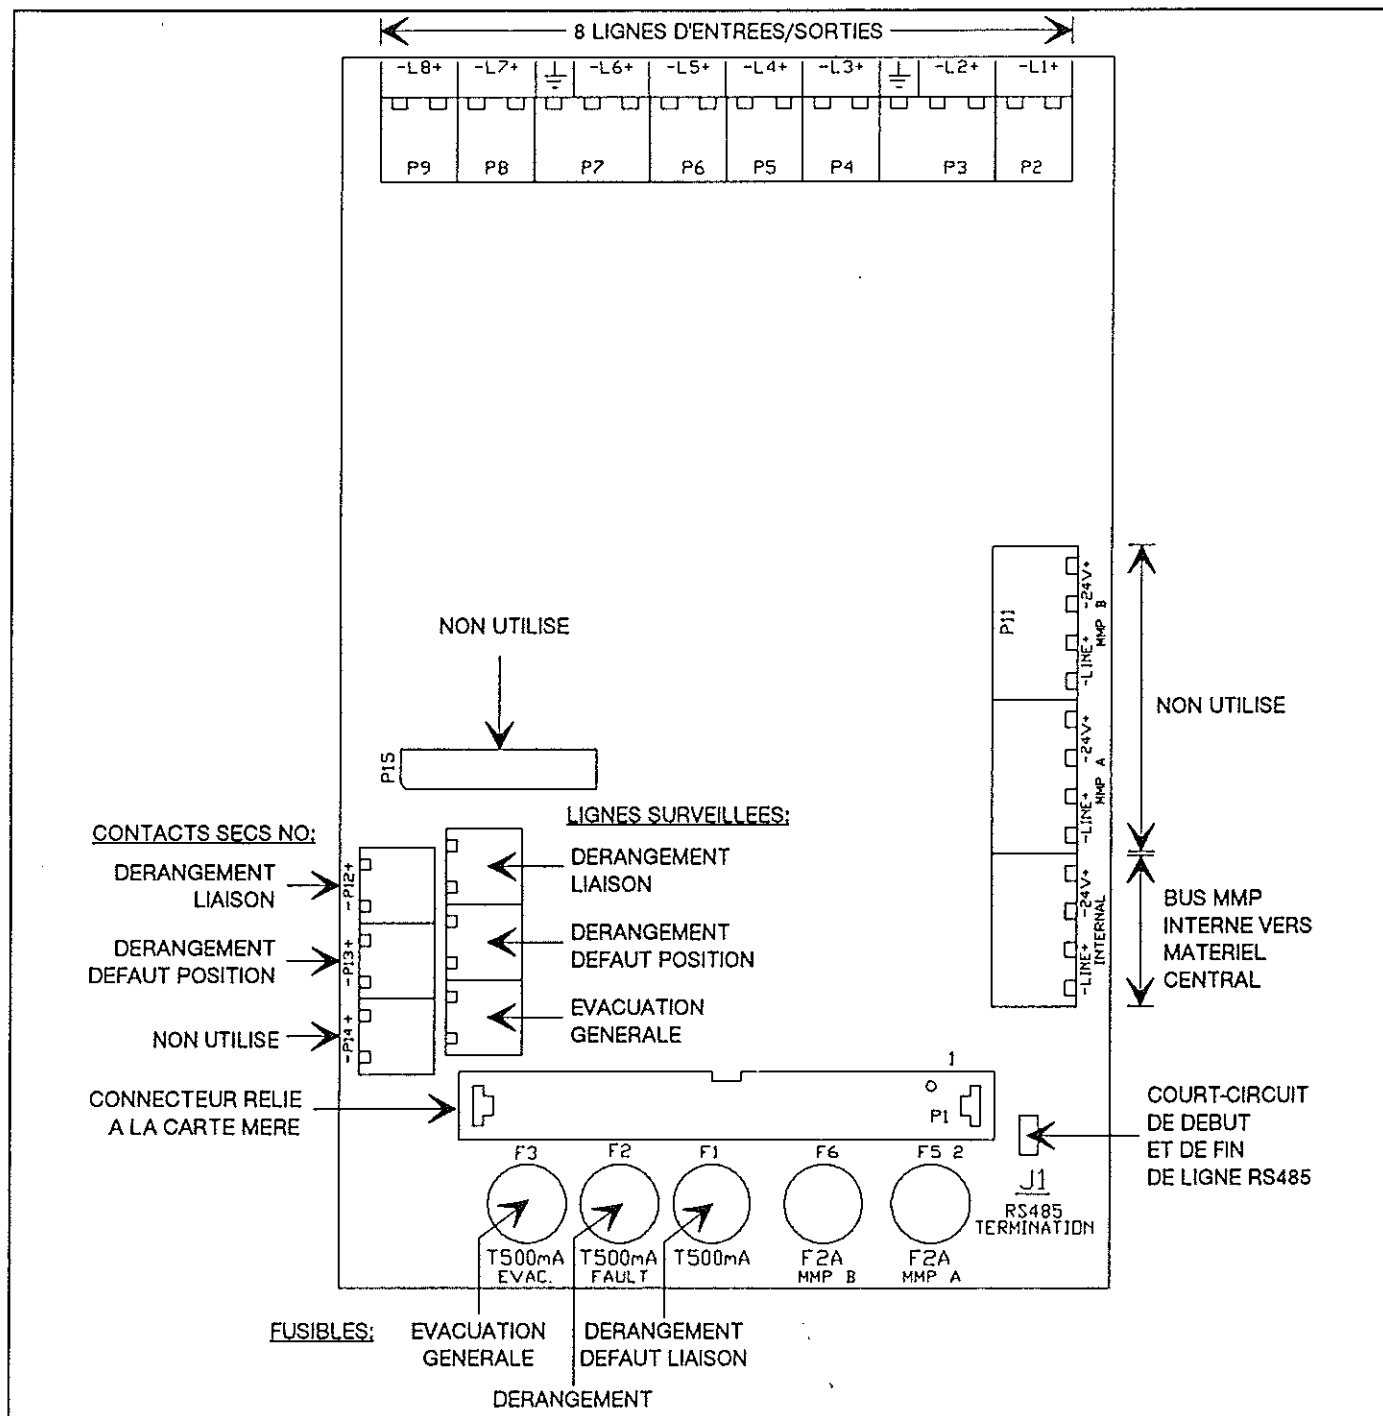 8 LIGNES D'ENTREES/SORTIES
-L8+ -L7+ -L6+ -L5+ -L4+ -L3+ -L2+ -L1+
P9 P8 P7 P6 P5 P4 P3 P2
NON UTILISE
P15
P11
-24V+
MMP B
-LINE+
-24V+
MMP A
-LINE+
-24V+
INTERNAL
-LINE+
NON UTILISE
BUS MMP
INTERNE VERS
MATERIEL
CENTRAL
CONTACTS SECS NO:
DERANGEMENT
LIAISON
DERANGEMENT
DEFAUT POSITION
NON UTILISE
-P12+
-P13+
-P14+
LIGNES SURVEILLEES:
DERANGEMENT
LIAISON
DERANGEMENT
DEFAUT POSITION
EVACUATION
GENERALE
CONNECTEUR RELIE
A LA CARTE MERE
1
P1
COURT-CIRCUIT
DE DEBUT
ET DE FIN
DE LIGNE RS485
F3 F2 F1 F6 F5 2
J1
RS485
TERMINATION
T500mA T500mA T500mA F2A F2A
EVAC. FAULT MMP B MMP A
FUSIBLES:
EVACUATION
GENERALE
DERANGEMENT
DEFAUT LIAISON
DERANGEMENT